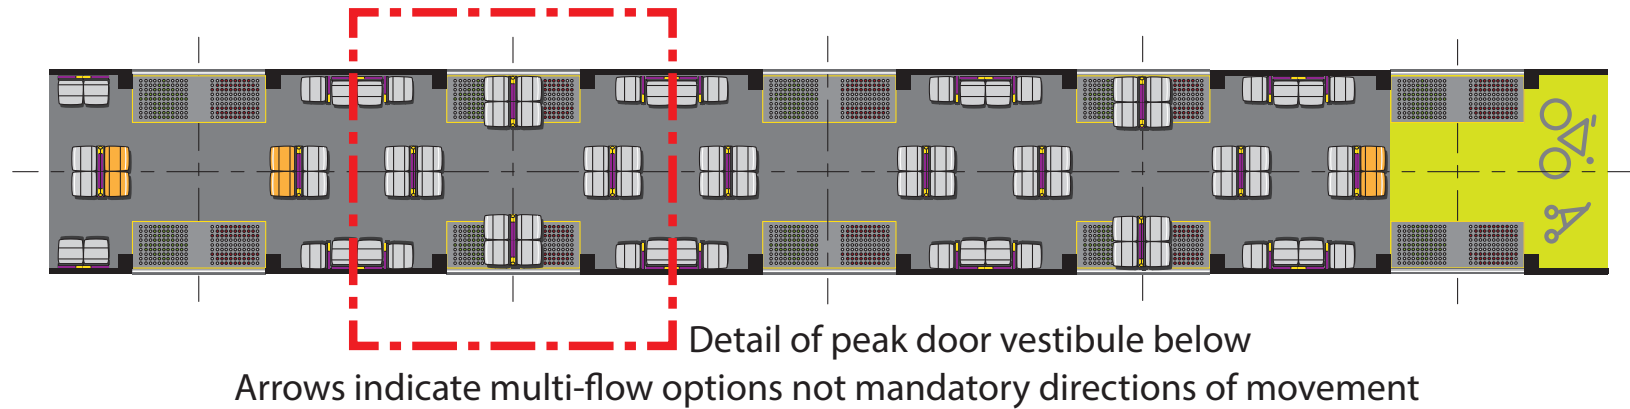 Detail of peak door vestibule below
Arrows indicate multi-flow options not mandatory directions of movement